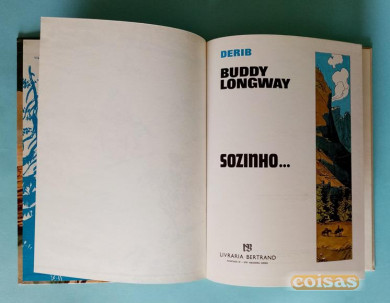 DERIB
BUDDY
LONGWAY
SOZINHO...
LIVRARIA BERTRAND
coisas